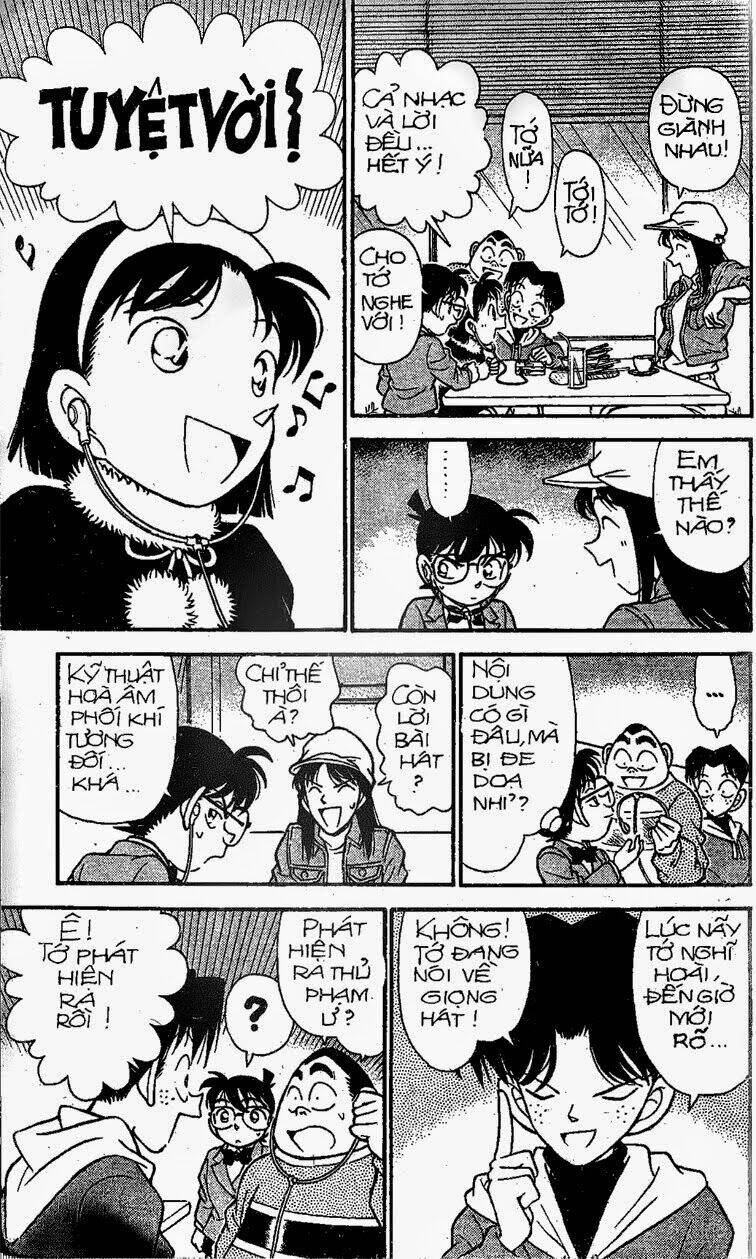 TUYỆT VỜI!
CẢ NHẠC
VÀ LỜI
ĐỀU...
HẾT Ý!
TỚ
NỮA
!
TỚI
TỚ!
ĐỪNG
GIÀNH
NHAU!
CHO
TỚ
NGHE
VỚI!
......
EM
THẤY
THẾ
NÀO?
KỸ THUẬT
HOÀ ÂM
PHỐI KHÍ
TƯƠNG
ĐỐI...
KHÁ...
CHỈ THẾ
THÔI
À?
CÒN
LỜI
BÀI
HÁT
?
NỘI
DUNG
CÓ GÌ
ĐÂU, MÀ
BỊ ĐE
DOẠ
NHỈ?
...
Ê!
TỚ PHÁT
HIỆN
RA
RỒI!
?
PHÁT
HIỆN
RA THỦ
PHẠM
Ư?
KHÔNG!
TỚ ĐANG
NÓI VỀ
GIỌNG
HÁT!
LÚC NÃY
TỚ NGHĨ
HOÀI,
ĐẾN GIỜ
MỚI
RÕ...